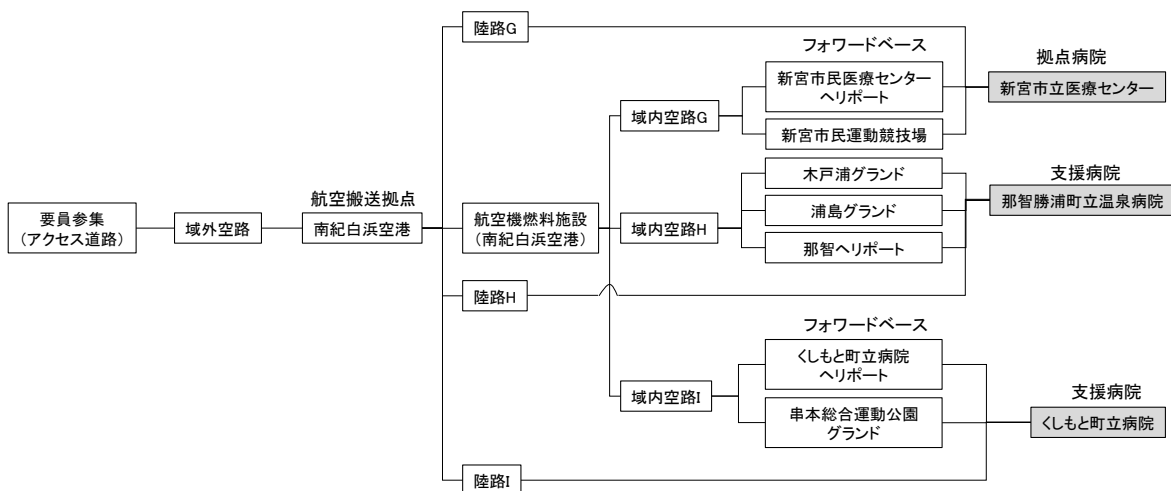 陸路G
フォワードベース
拠点病院
新宮市民医療センター
ヘリポート
新宮市立医療センター
域内空路G
新宮市民運動競技場
木戸浦グランド
支援病院
航空搬送拠点
那智勝浦町立温泉病院
要員参集
(アクセス道路)
域外空路
南紀白浜空港
航空機燃料施設
(南紀白浜空港)
浦島グランド
域内空路H
那智ヘリポート
陸路H
フォワードベース
くしもと町立病院
ヘリポート
域内空路I
支援病院
串本総合運動公園
グランド
くしもと町立病院
陸路I